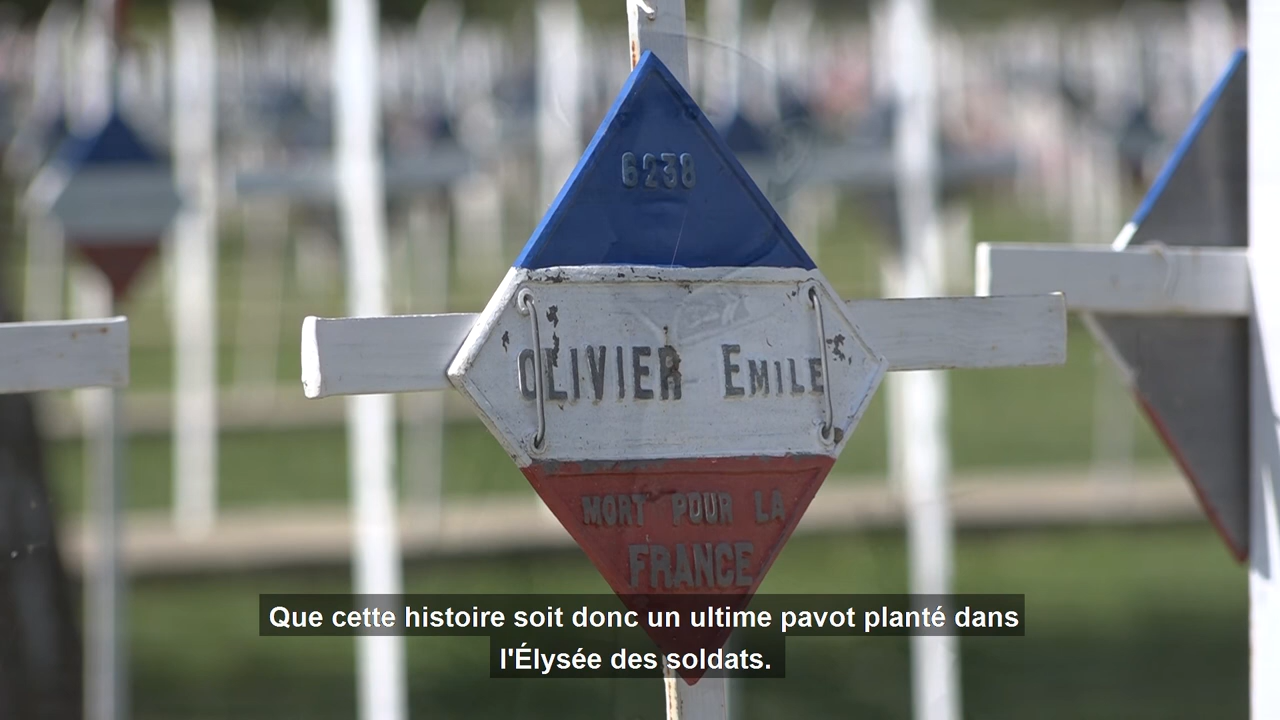 6238
OLIVIER EMILE
MORT POUR LA
FRANCE
Que cette histoire soit donc un ultime pavot planté dans
l'Élysée des soldats.